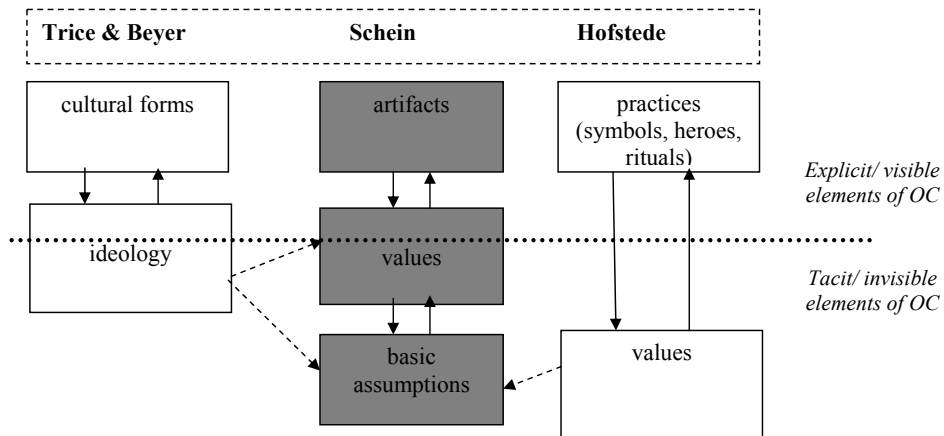 Trice & Beyer
Schein
Hofstede
cultural forms
artifacts
practices
(symbols, heroes,
rituals)
Explicit/ visible
elements of OC
ideology
values
Tacit/ invisible
elements of OC
basic
assumptions
values